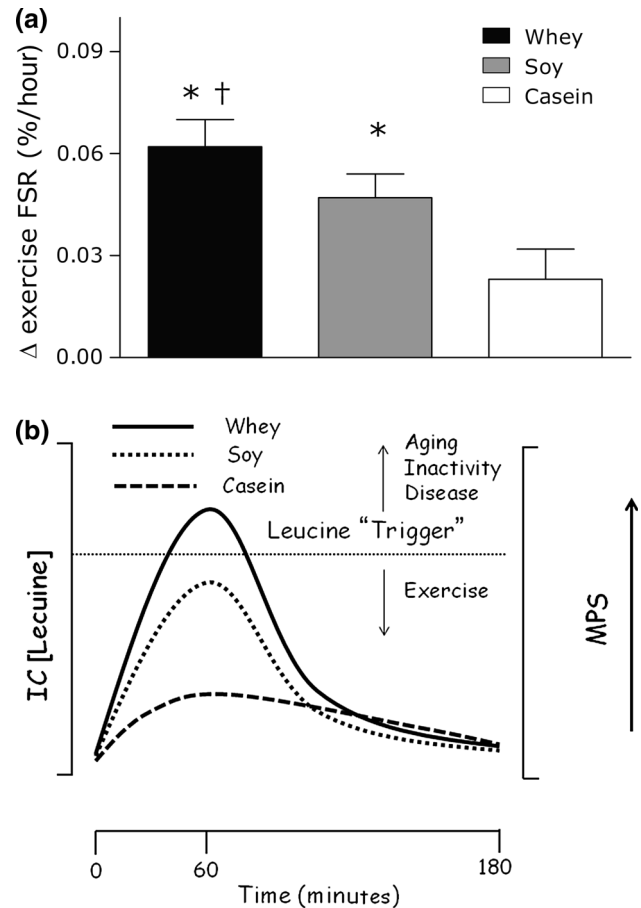 (a)
Δ exercise FSR (%/hour)
0.09
0.06
0.03
0.00
* †
*
Whey
Soy
Casein
(b)
Whey
Soy
Casein
Aging
Inactivity
Disease
Leucine “Trigger”
Exercise
IC [Lecuine]
MPS
0
60
180
Time (minutes)